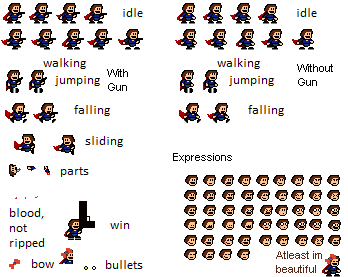 idle
idle
walking
walking
jumping
With
Gun
jumping
Without
Gun
falling
falling
sliding
Expressions
parts
blood,
not
ripped
win
bow
bullets
Atleast im
beautiful